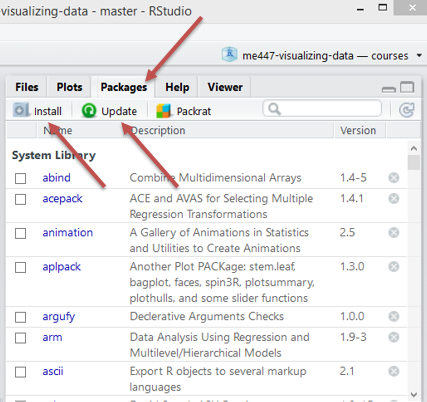 -visualizing-data - master - RStudio
me447-visualizing-data — courses
Files Plots Packages Help Viewer
Install Update Packrat
Name Description Version
System Library
abind Combine Multidimensional Arrays 1.4-5
acepack ACE and AVAS for Selecting Multiple 1.4.1
Regression Transformations
animation A Gallery of Animations in Statistics 2.5
and Utilities to Create Animations
aplpack Another Plot PACKage: stem.leaf, 1.3.0
bagplot, faces, spin3R, plotsummary,
plothulls, and some slider functions
argufy Declerative Arguments Checks 1.0.0
arm Data Analysis Using Regression and 1.9-3
Multilevel/Hierarchical Models
ascii Export R objects to several markup 2.1
languages